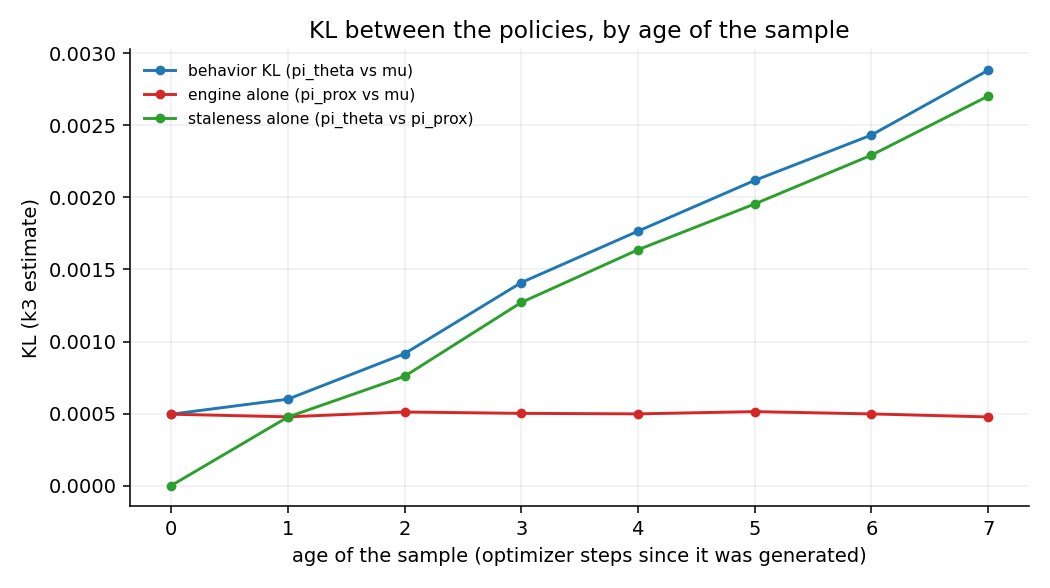 KL between the policies, by age of the sample
behavior KL (pi_theta vs mu)
engine alone (pi_prox vs mu)
staleness alone (pi_theta vs pi_prox)
KL (k3 estimate)
0.0030
0.0025
0.0020
0.0015
0.0010
0.0005
0.0000
0 1 2 3 4 5 6 7
age of the sample (optimizer steps since it was generated)